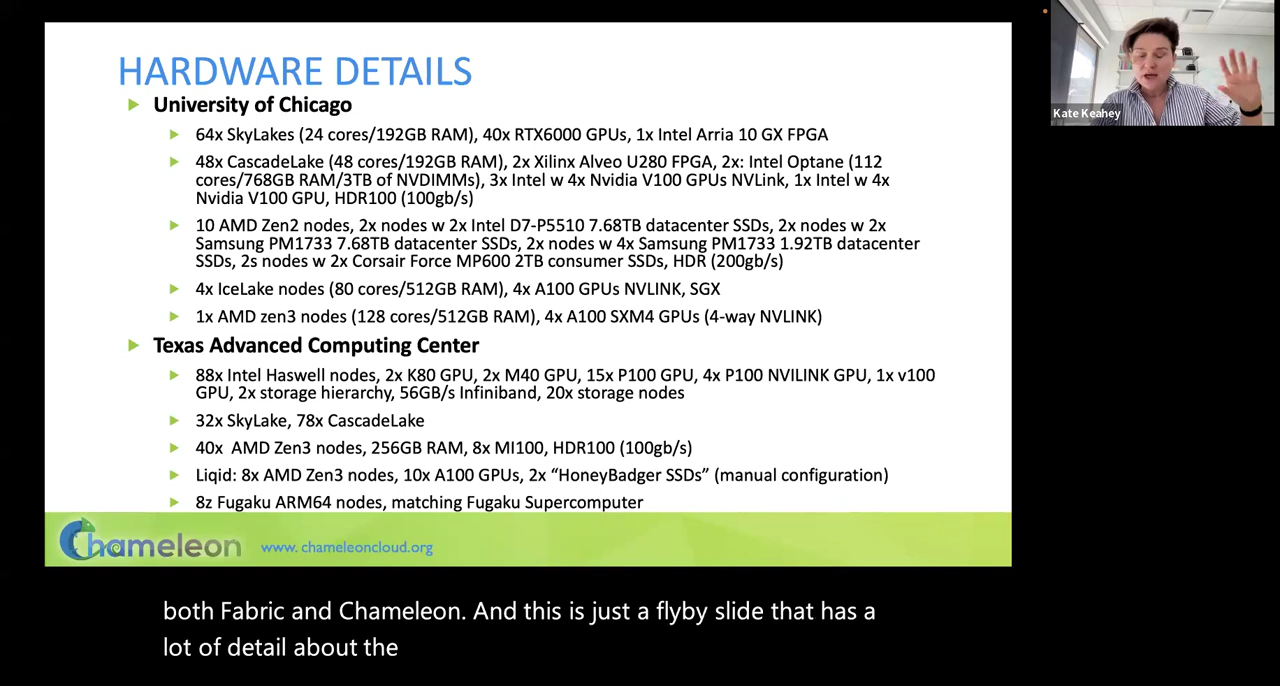 HARDWARE DETAILS
University of Chicago
64x SkyLakes (24 cores/192GB RAM), 40x RTX6000 GPUs, 1x Intel Arria 10 GX FPGA
48x CascadeLake (48 cores/192GB RAM), 2x Xilinx Alveo U280 FPGA, 2x: Intel Optane (112
cores/768GB RAM/3TB of NVDIMMs), 3x Intel w 4x Nvidia V100 GPUs NVLink, 1x Intel w 4x
Nvidia V100 GPU, HDR100 (100gb/s)
10 AMD Zen2 nodes, 2x nodes w 2x Intel D7-P5510 7.68TB datacenter SSDs, 2x nodes w 2x
Samsung PM1733 7.68TB datacenter SSDs, 2x nodes w 4x Samsung PM1733 1.92TB datacenter
SSDs, 2s nodes w 2x Corsair Force MP600 2TB consumer SSDs, HDR (200gb/s)
4x IceLake nodes (80 cores/512GB RAM), 4x A100 GPUs NVLINK, SGX
1x AMD zen3 nodes (128 cores/512GB RAM), 4x A100 SXM4 GPUs (4-way NVLINK)
Texas Advanced Computing Center
88x Intel Haswell nodes, 2x K80 GPU, 2x M40 GPU, 15x P100 GPU, 4x P100 NVILINK GPU, 1x v100
GPU, 2x storage hierarchy, 56GB/s Infiniband, 20x storage nodes
32x SkyLake, 78x CascadeLake
40x  AMD Zen3 nodes, 256GB RAM, 8x MI100, HDR100 (100gb/s)
Liqid: 8x AMD Zen3 nodes, 10x A100 GPUs, 2x “HoneyBadger SSDs” (manual configuration)
8z Fugaku ARM64 nodes, matching Fugaku Supercomputer
Chameleon
www. chameleoncloud.org
Kate Keahey
both Fabric and Chameleon. And this is just a flyby slide that has a
lot of detail about the